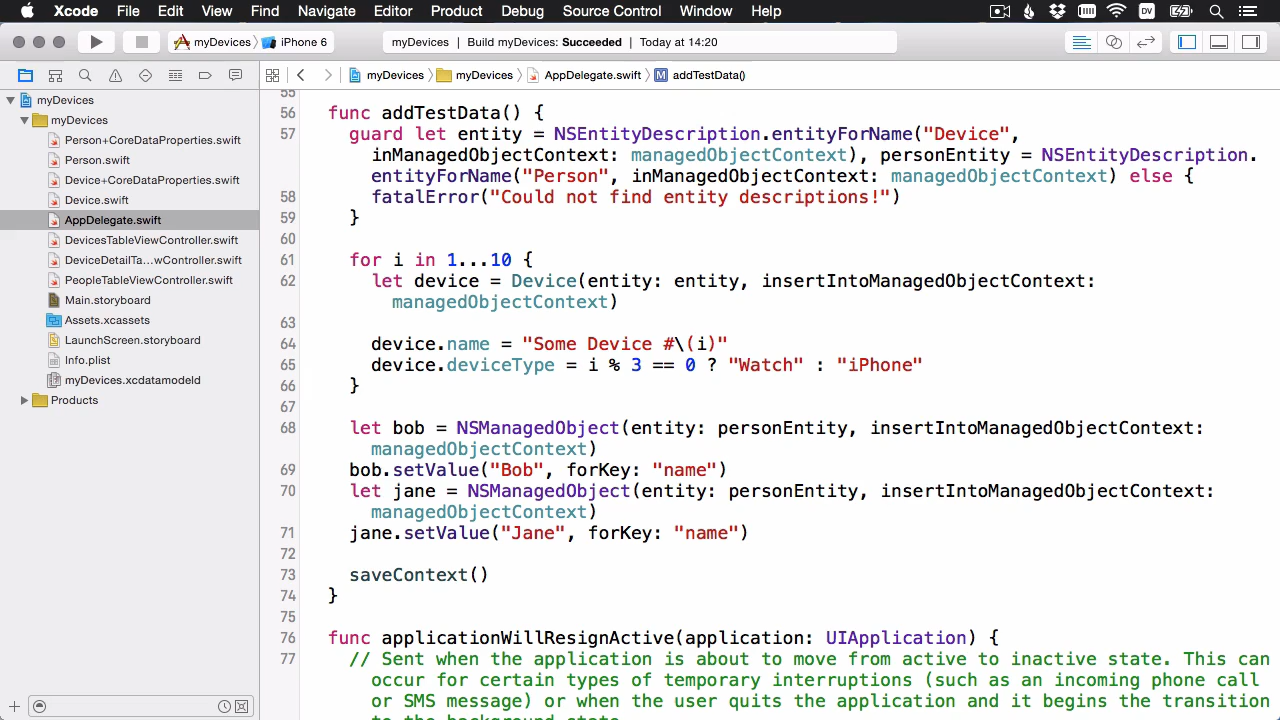 Xcode File Edit View Find Navigate Editor Product Debug Source Control Window Help DV
myDevices iPhone 6 myDevices | Build myDevices: Succeeded | Today at 14:20
myDevices myDevices AppDelegate.swift M addTestData()
myDevices
myDevices
Person+CoreDataProperties.swift
Person.swift
Device+CoreDataProperties.swift
Device.swift
AppDelegate.swift
DevicesTableViewController.swift
DeviceDetailTa...wController.swift
PeopleTableViewController.swift
Main.storyboard
Assets.xcassets
LaunchScreen.storyboard
Info.plist
myDevices.xcdatamodeld
Products
55
56 func addTestData() {
57 guard let entity = NSEntityDescription.entityForName("Device",
inManagedObjectContext: managedObjectContext), personEntity = NSEntityDescription.
entityForName("Person", inManagedObjectContext: managedObjectContext) else {
58 fatalError("Could not find entity descriptions!")
59 }
60
61 for i in 1...10 {
62 let device = Device(entity: entity, insertIntoManagedObjectContext:
managedObjectContext)
63
64 device.name = "Some Device #\(i)"
65 device.deviceType = i % 3 == 0 ? "Watch" : "iPhone"
66 }
67
68 let bob = NSManagedObject(entity: personEntity, insertIntoManagedObjectContext:
managedObjectContext)
69 bob.setValue("Bob", forKey: "name")
70 let jane = NSManagedObject(entity: personEntity, insertIntoManagedObjectContext:
managedObjectContext)
71 jane.setValue("Jane", forKey: "name")
72
73 saveContext()
74 }
75
76 func applicationWillResignActive(application: UIApplication) {
77 // Sent when the application is about to move from active to inactive state. This can
occur for certain types of temporary interruptions (such as an incoming phone call
or SMS message) or when the user quits the application and it begins the transition
to the background state.